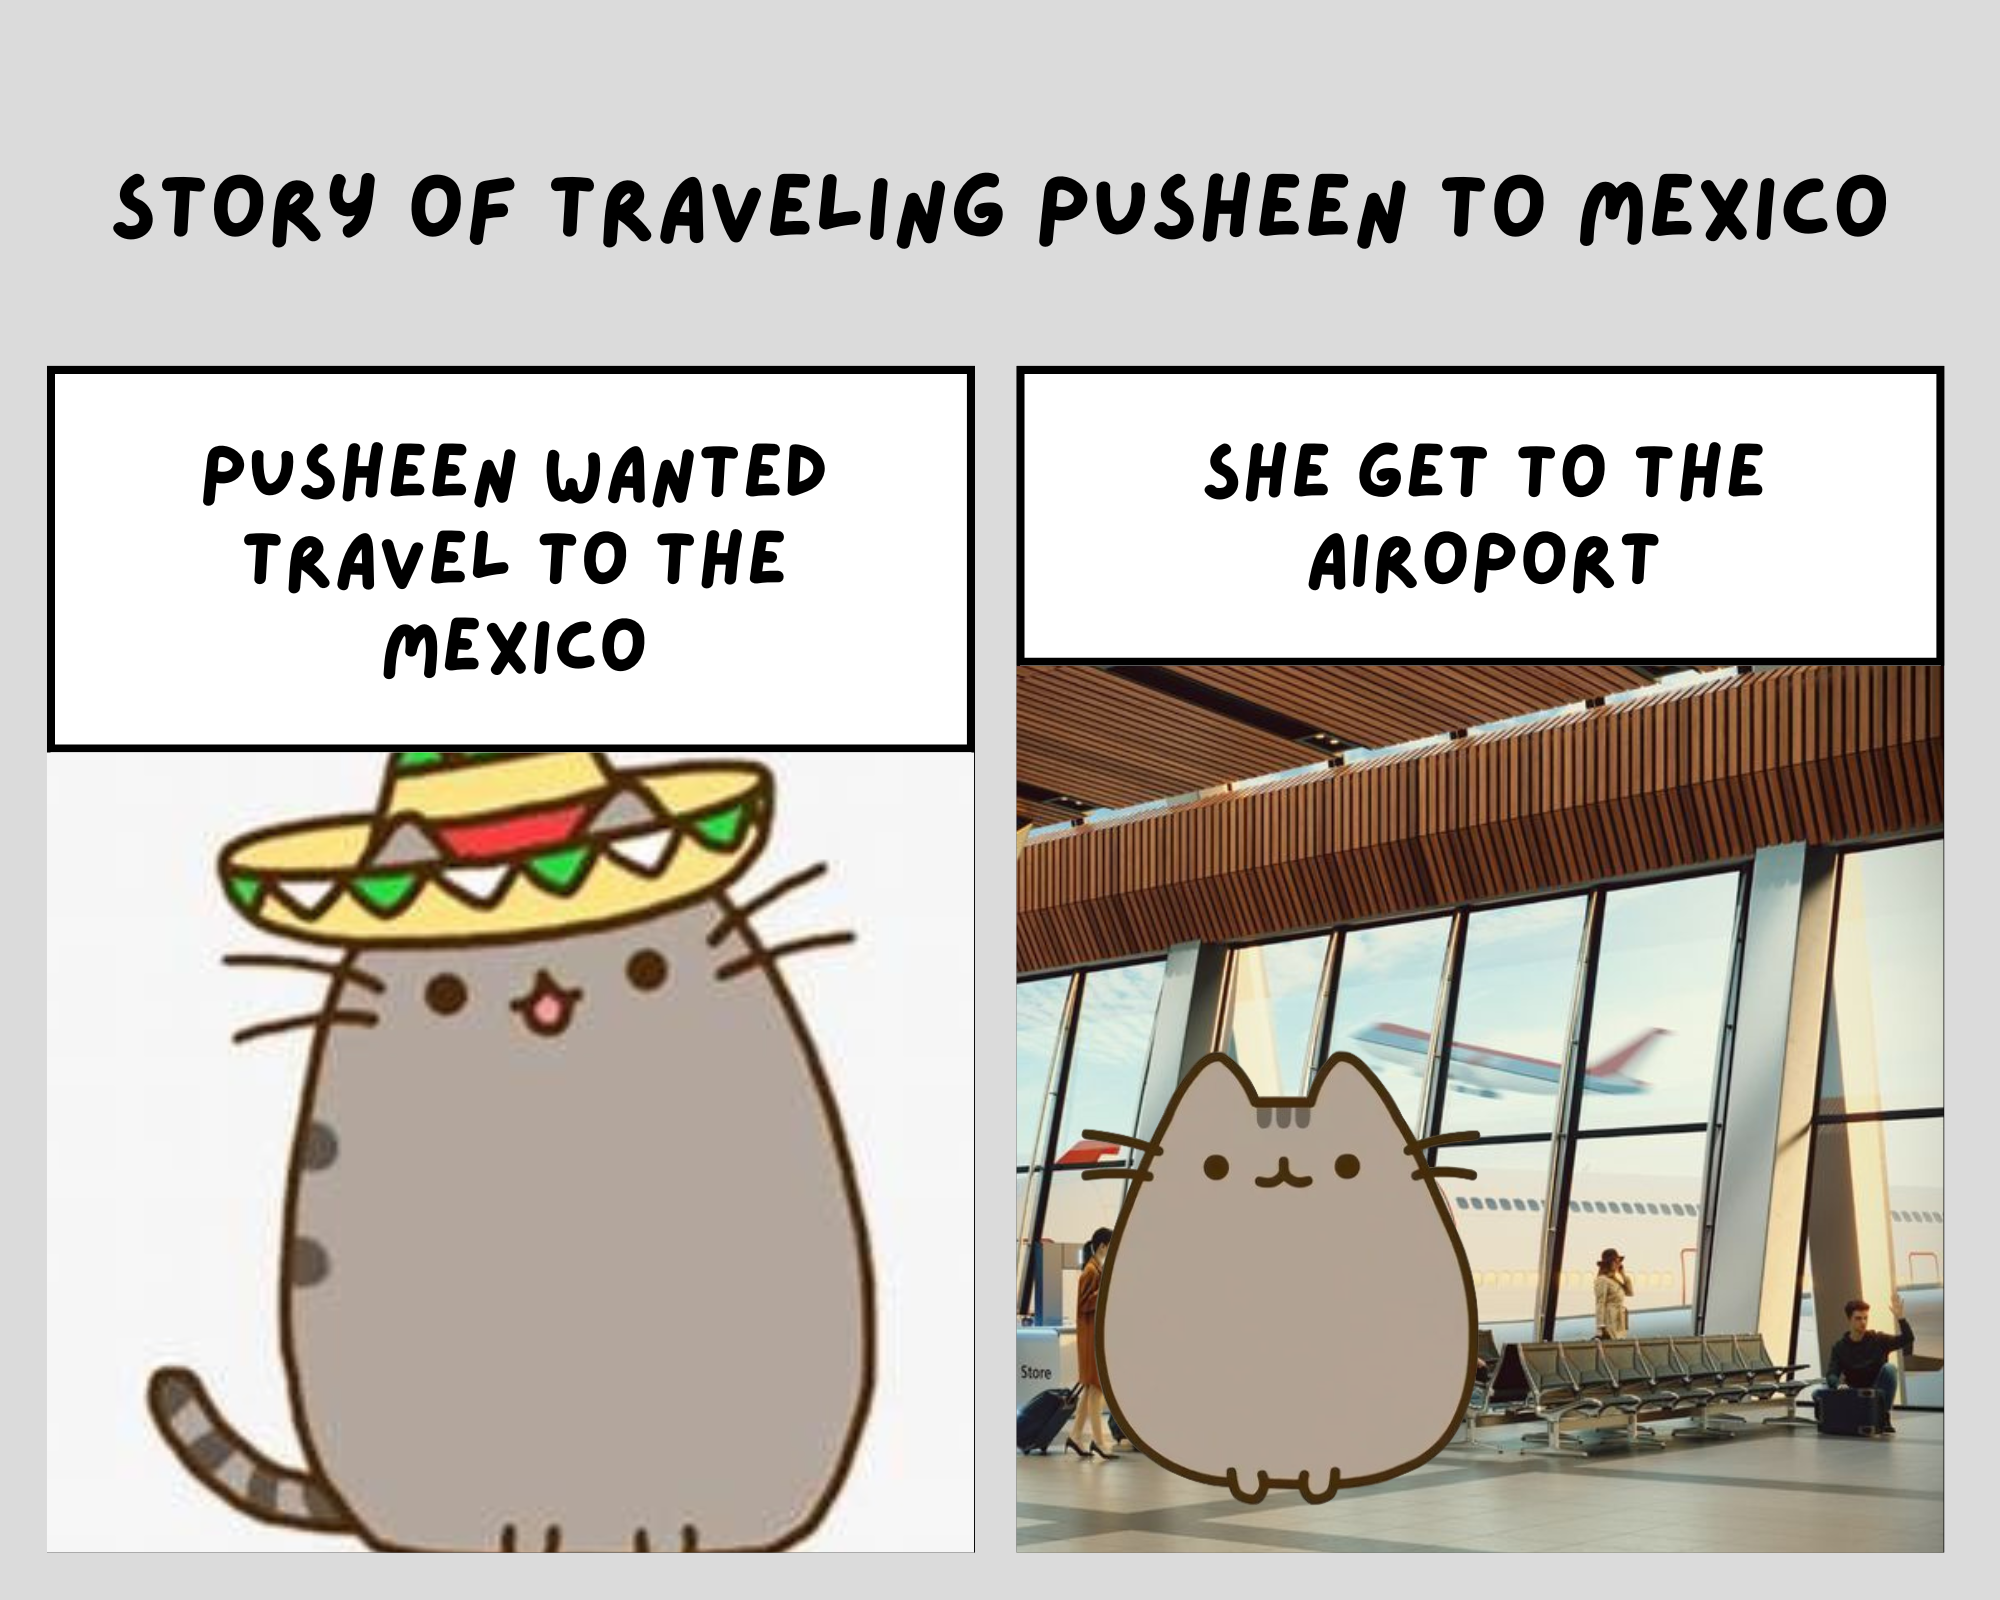 STORY OF TRAVELING PUSHEEN TO MEXICO
PUSHEEN WANTED
TRAVEL TO THE
MEXICO
SHE GET TO THE
AIROPORT
Store